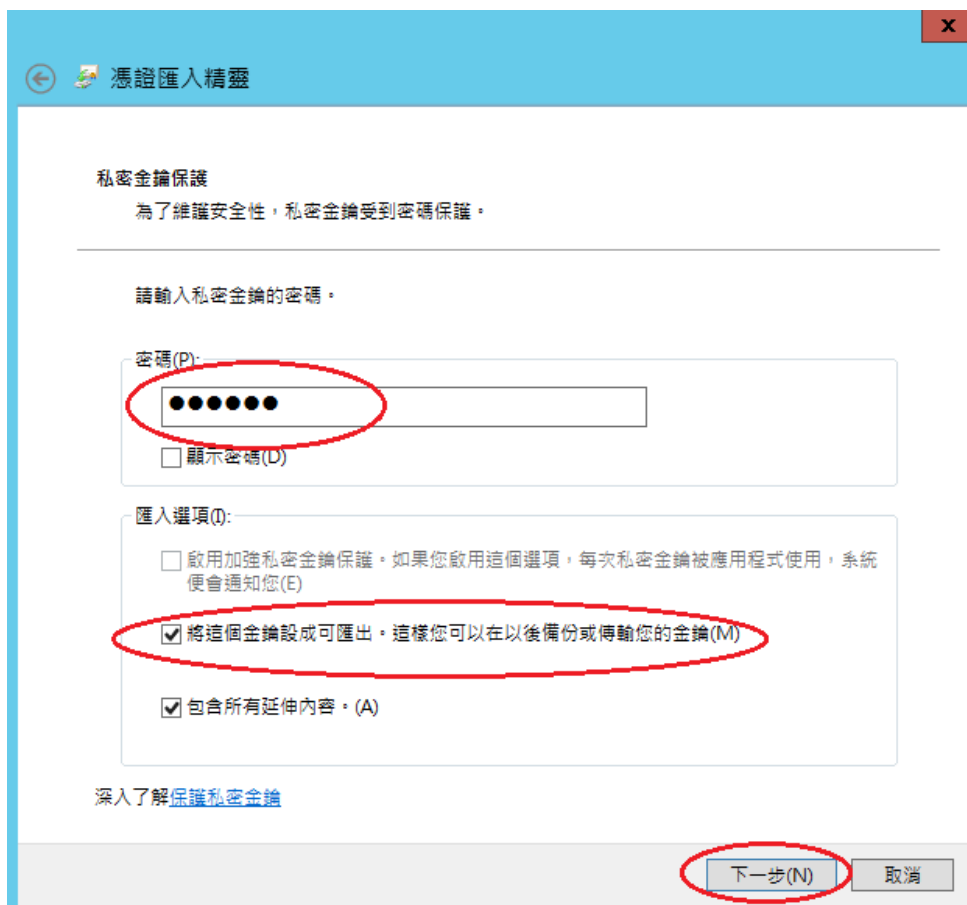 x
憑證匯入精靈
私密金鑰保護
為了維護安全性，私密金鑰受到密碼保護。
請輸入私密金鑰的密碼。
密碼(P):
●●●●●●
顯示密碼(D)
匯入選項(I):
啟用加強私密金鑰保護。如果您啟用這個選項，每次私密金鑰被應用程式使用，系統
便會通知您(E)
將這個金鑰設成可匯出。這樣您可以在以後備份或傳輸您的金鑰(M)
包含所有延伸內容。(A)
深入了解保護私密金鑰
下一步(N) 取消